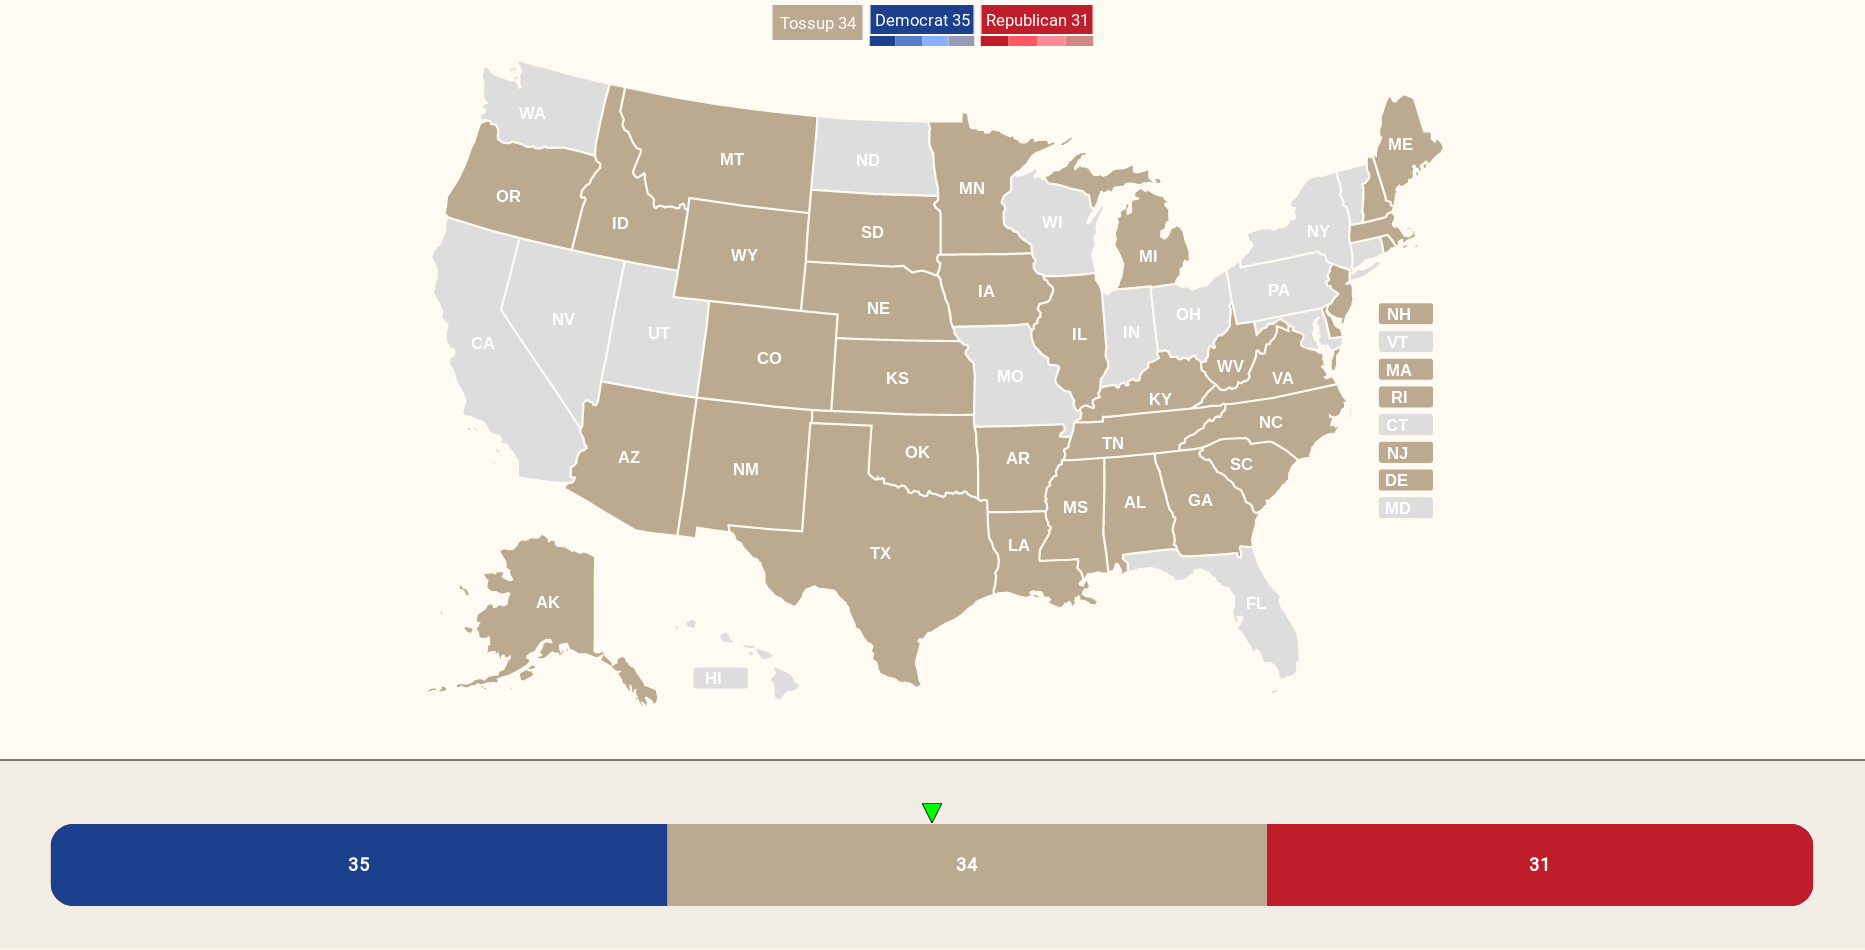 Tossup 34
Democrat 35
Republican 31
WA
ME
MT
ND
MN
OR
WI
ID
SD
NY
WY
MI
IA
PA
NE
OH
NH
NV
UT
IL
IN
VT
CA
CO
WV
MA
KS
MO
VA
KY
RI
NC
CT
TN
AZ
NM
OK
AR
SC
NJ
DE
MS
AL
GA
MD
TX
LA
AK
FL
HI
35
34
31